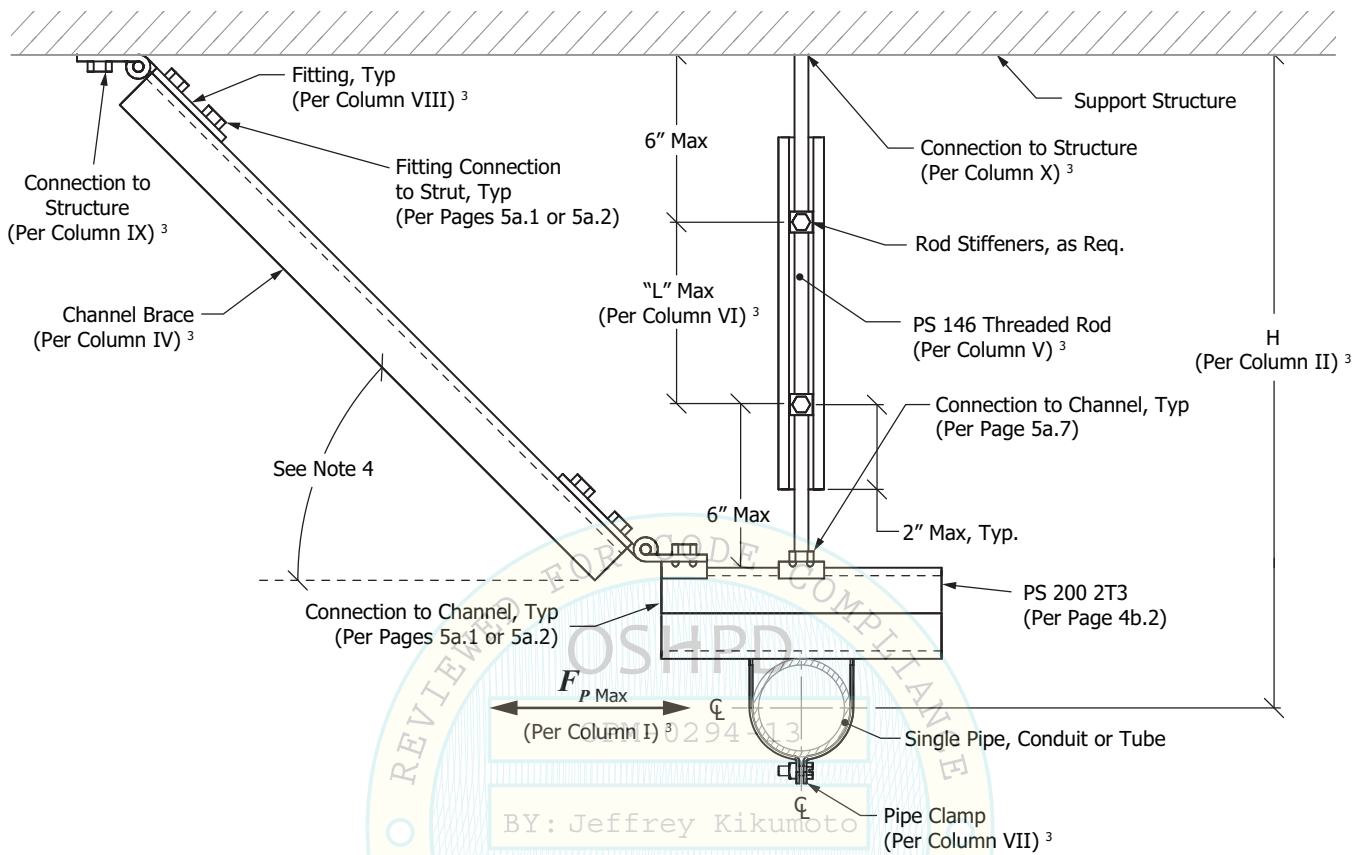 Fitting, Typ
(Per Column VIII) ³
Support Structure
6” Max
Connection to Structure
(Per Column X) ³
Fitting Connection
to Strut, Typ
(Per Pages 5a.1 or 5a.2)
Connection to
Structure
(Per Column IX) ³
Rod Stiffeners, as Req.
“L” Max
(Per Column VI) ³
Channel Brace
(Per Column IV) ³
PS 146 Threaded Rod
(Per Column V) ³
H
(Per Column II) ³
Connection to Channel, Typ
(Per Page 5a.7)
See Note 4
6” Max
2” Max, Typ.
PS 200 2T3
(Per Page 4b.2)
Connection to Channel, Typ
(Per Pages 5a.1 or 5a.2)
REVIEWED FOR CODE COMPLIANCE
OSHPD
F P Max
(Per Column I) ³
OPM-0294-13
℄
Single Pipe, Conduit or Tube
℄
Pipe Clamp
(Per Column VII) ³
BY: Jeffrey Kikumoto